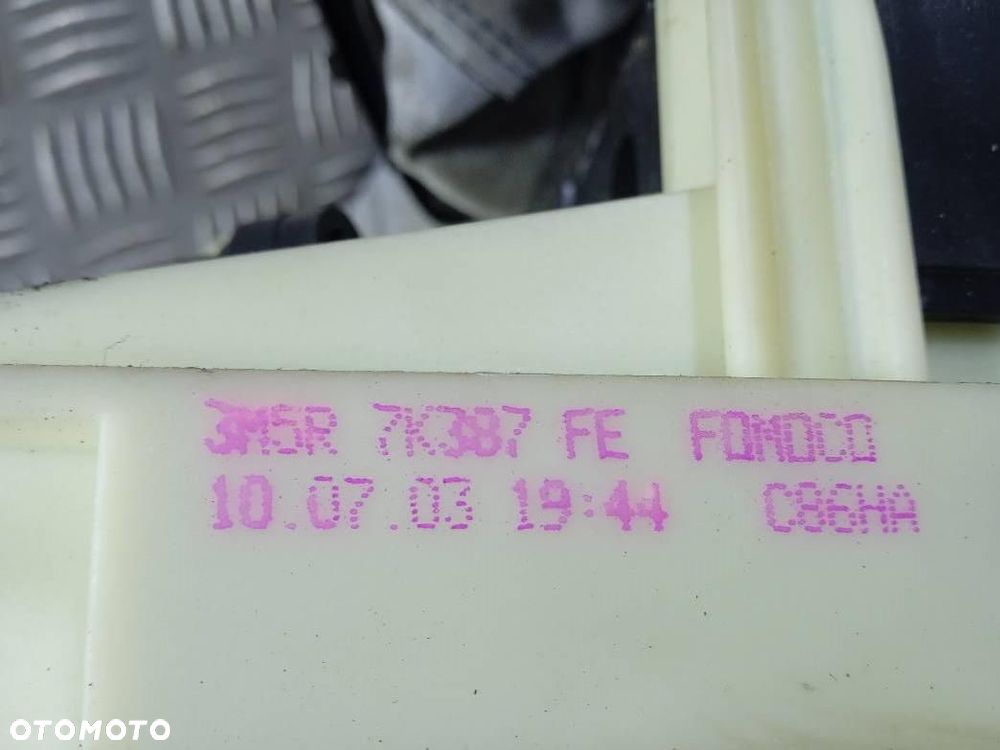 3M5R 7K387 FE FOMOCO
10.07.03 19:44 C86HA
OTOMOTO